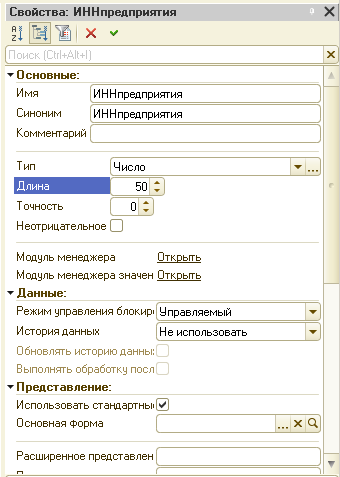 Свойства: ИННпредприятия
Поиск (Ctrl+Alt+I)
Основные:
Имя ИННпредприятия
Синоним ИННпредприятия
Комментарий
Тип Число
Длина 50
Точность 0
Неотрицательное
Модуль менеджера Открыть
Модуль менеджера значен Открыть
Данные:
Режим управления блокиро Управляемый
История данных Не использовать
Обновлять историю данны
Выполнять обработку посл
Представление:
Использовать стандартны
Основная форма
Расширенное представлен